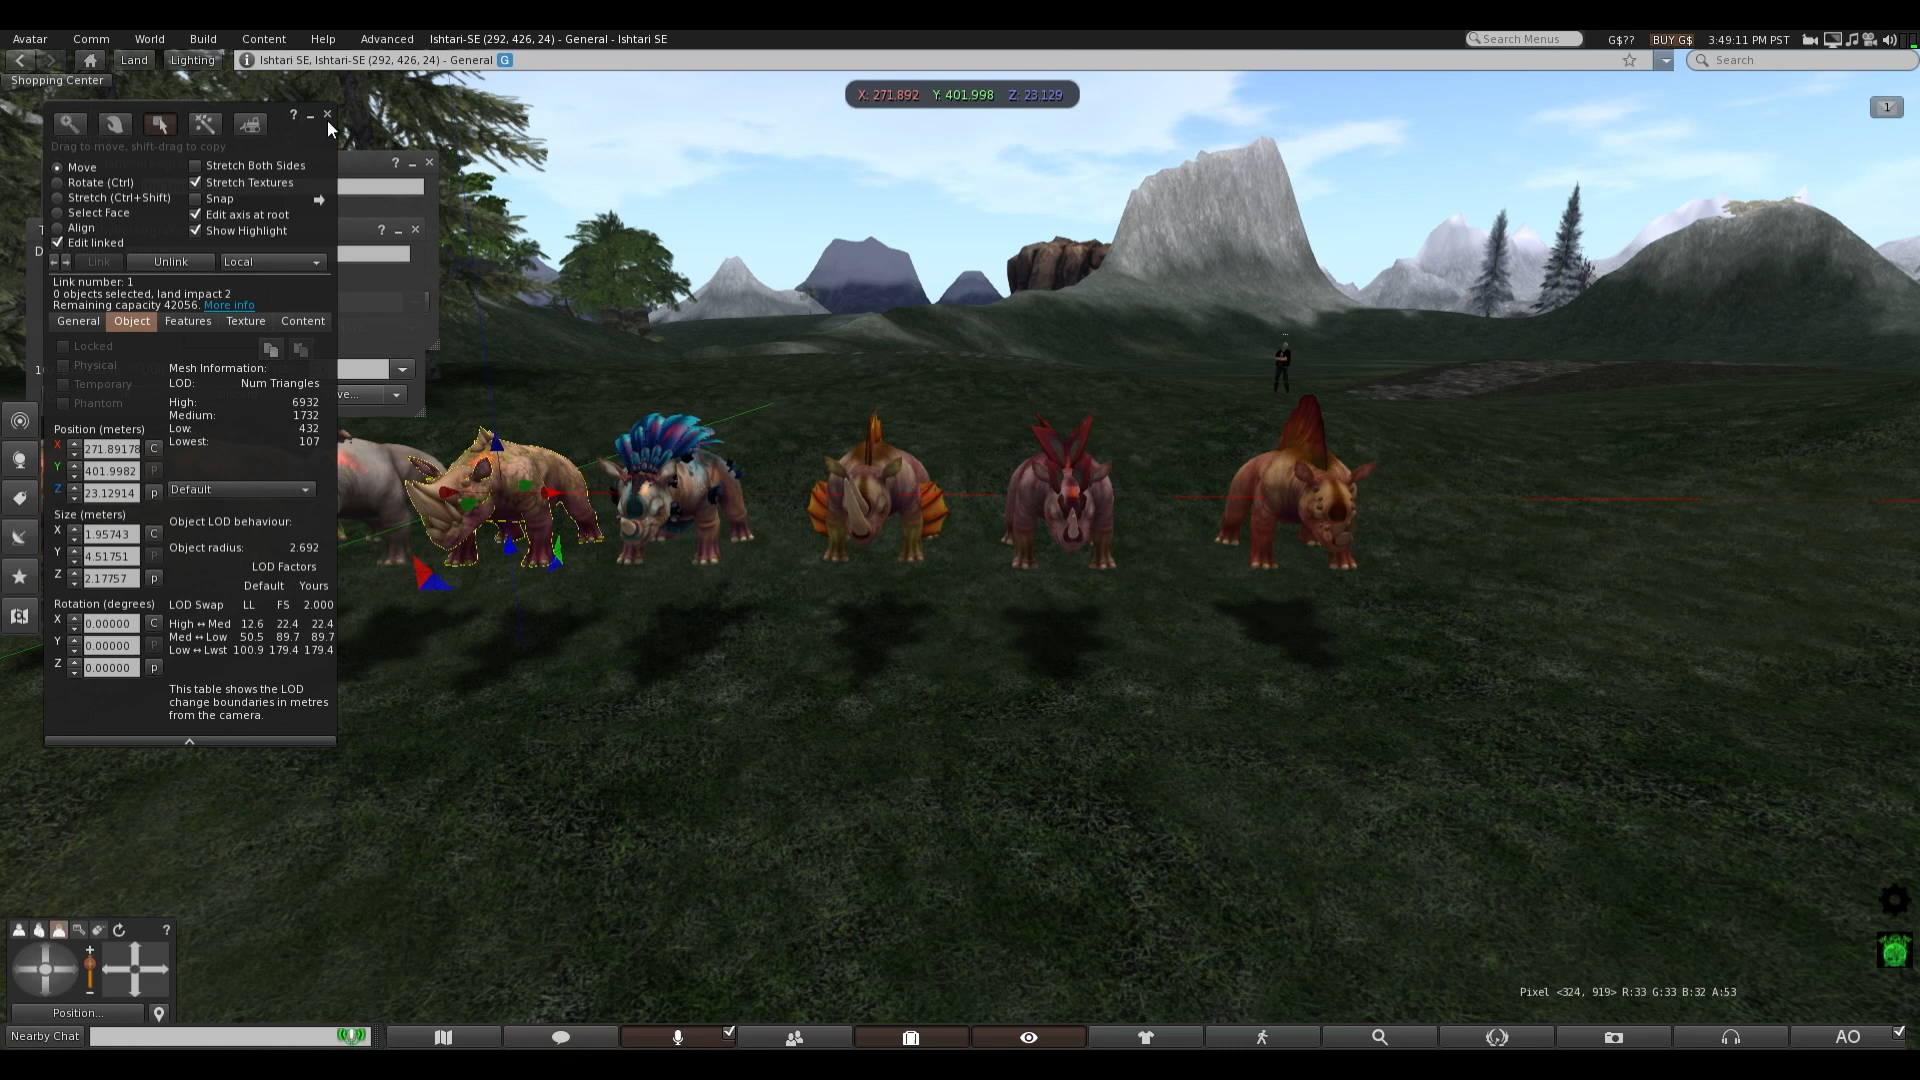 Avatar Comm World Build Content Help Advanced Ishtari-SE (292, 426, 24) - General - Ishtari SE Search Menus G$?? BUY G$ 3:49:11 PM PST
Land Lighting Ishtari SE, Ishtari-SE (292, 426, 24) - General G Search
Shopping Center
X: 271.892 Y: 401.998 Z: 23.129
1
Drag to move, shift-drag to copy
Move Stretch Both Sides
Rotate (Ctrl) Stretch Textures
Stretch (Ctrl+Shift) Snap
Select Face Edit axis at root
Align Show Highlight
Edit linked
Link Unlink Local
Link number: 1
0 objects selected, land impact 2
Remaining capacity 42056. More info
General Object Features Texture Content
Locked
Physical
Temporary
Phantom
Mesh Information:
LOD: Num Triangles
High: 6932
Medium: 1732
Low: 432
Lowest: 107
Position (meters)
X 271.89178 C
Y 401.9982 P
Z 23.12914 p
Default
Size (meters)
X 1.95743 C
Y 4.51751 P
Z 2.17757 p
Object LOD behaviour:
Object radius: 2.692
LOD Factors
Default Yours
LOD Swap LL FS 2.000
High ↔ Med 12.6 22.4 22.4
Med ↔ Low 50.5 89.7 89.7
Low ↔ Lwst 100.9 179.4 179.4
Rotation (degrees)
X 0.00000 C
Y 0.00000 P
Z 0.00000 p
This table shows the LOD
change boundaries in metres
from the camera.
ve...
Position...
Pixel <324, 919> R:33 G:33 B:32 A:53
Nearby Chat AO